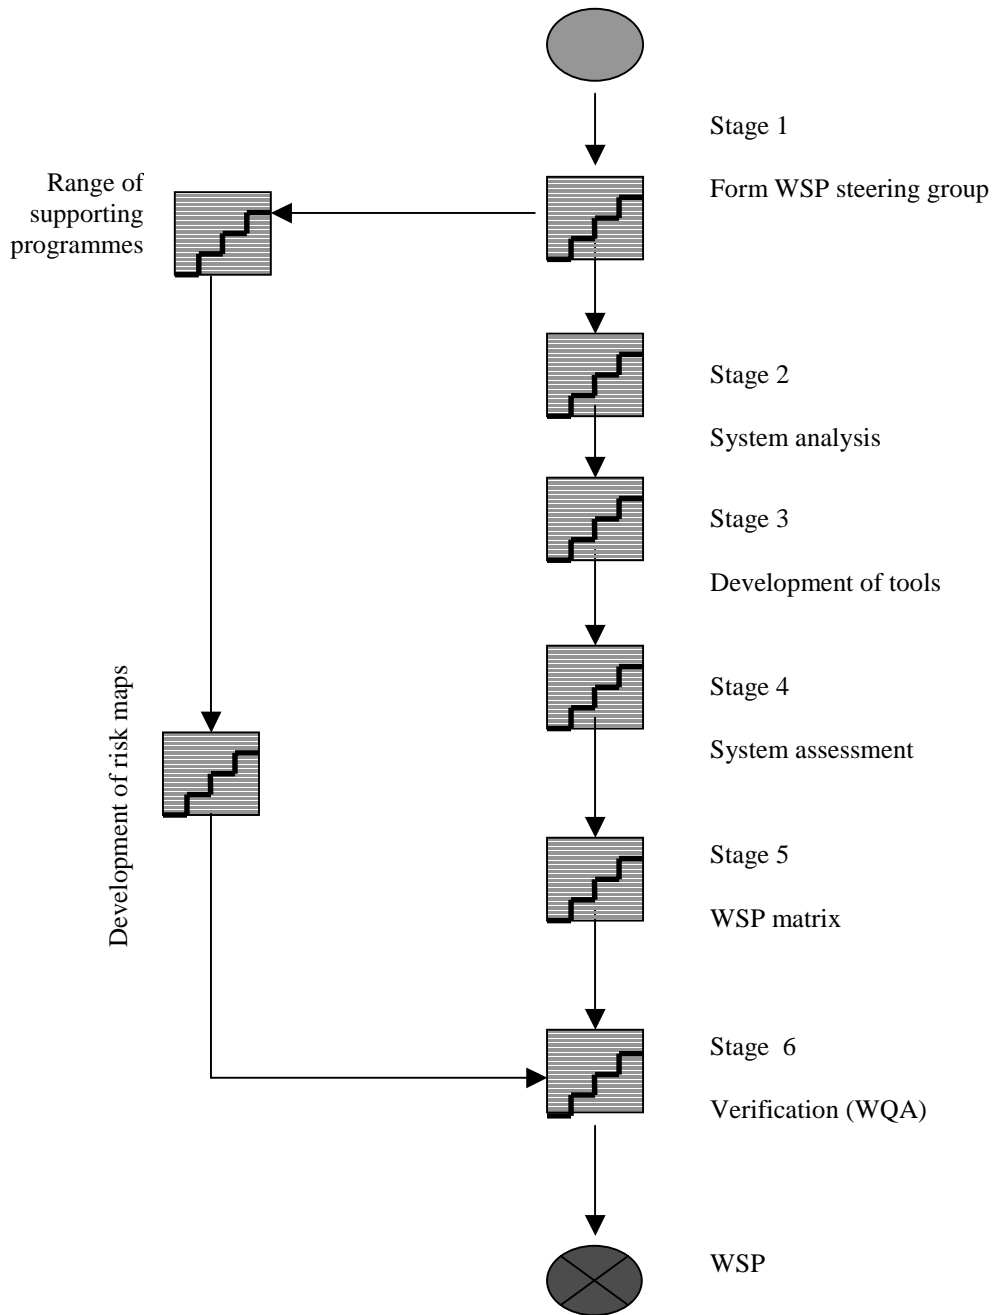 Stage 1
Form WSP steering group
Range of
supporting
programmes
Stage 2
System analysis
Stage 3
Development of tools
Development of risk maps
Stage 4
System assessment
Stage 5
WSP matrix
Stage 6
Verification (WQA)
WSP